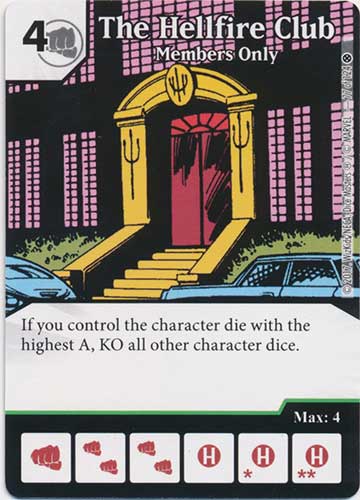 4
The Hellfire Club
Members Only
If you control the character die with the
highest A, KO all other character dice.
Max: 4
H
H
*
H
**